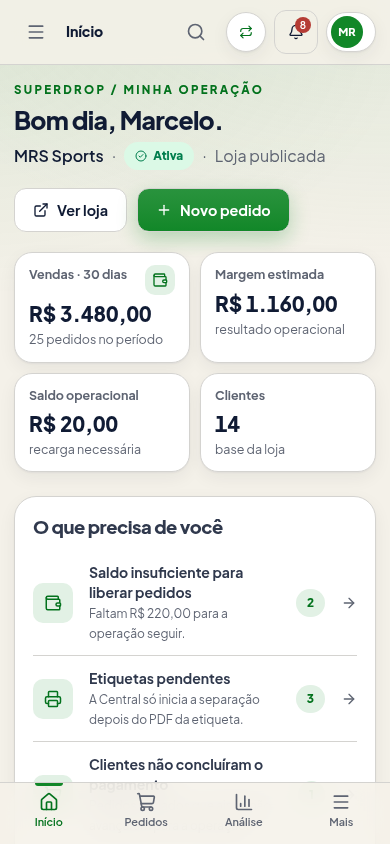 Início
8
MR
SUPERDROP / MINHA OPERAÇÃO
Bom dia, Marcelo.
MRS Sports · Ativa · Loja publicada
Ver loja
Novo pedido
Vendas · 30 dias
R$ 3.480,00
25 pedidos no período
Margem estimada
R$ 1.160,00
resultado operacional
Saldo operacional
R$ 20,00
recarga necessária
Clientes
14
base da loja
O que precisa de você
Saldo insuficiente para
liberar pedidos
Faltam R$ 220,00 para a
operação seguir.
2
Etiquetas pendentes
A Central só inicia a separação
depois do PDF da etiqueta.
3
Clientes não concluíram o
pagamento
Início
Pedidos
Análise
Mais